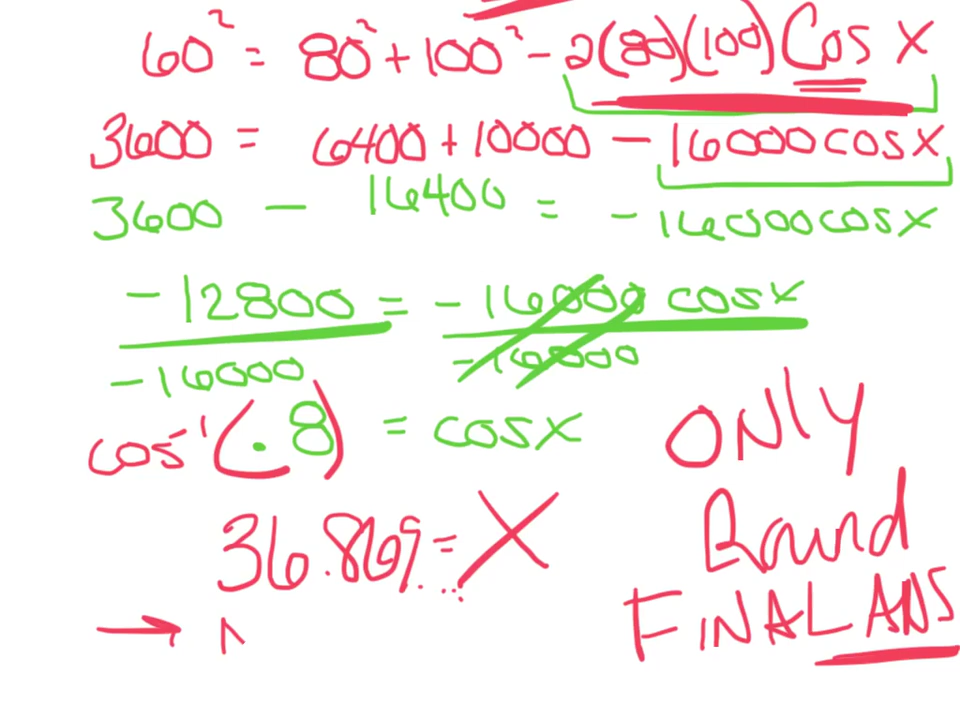 60² = 80² + 100² - 2(80)(100) Cos X
3600 = 6400 + 10000 - 16000 cos X
3600 - 16400 = -16000 cos X
-12800 = -16000 cos X
-16000 -16000
cos⁻¹(.8) = cos X
ONLY
36.869... = X
Round
FINAL ANS
→